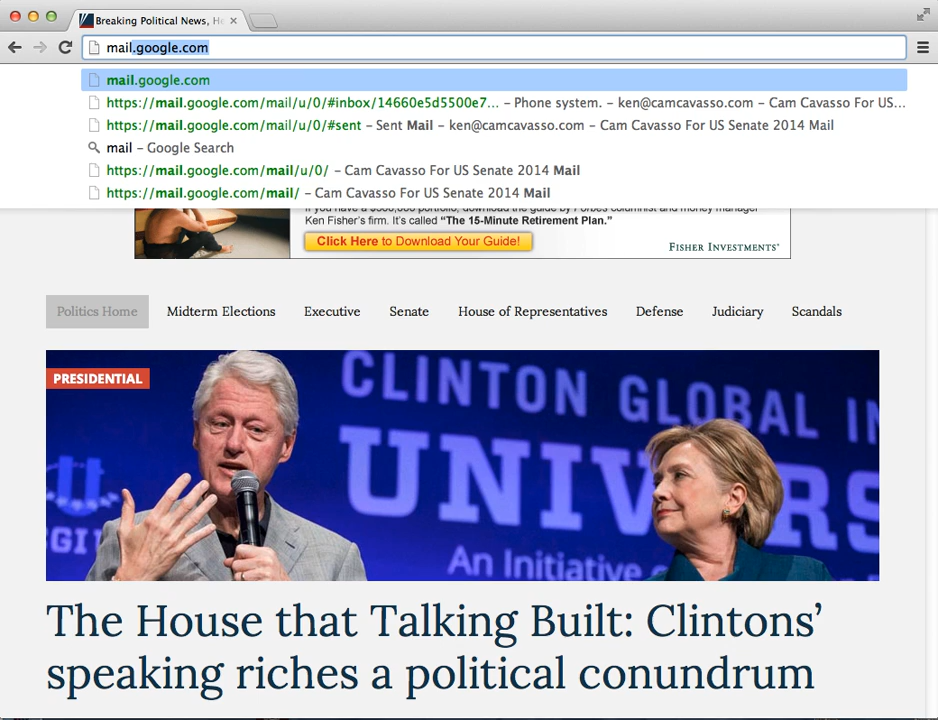 Breaking Political News, He
mail.google.com
mail.google.com
https://mail.google.com/mail/u/0/#inbox/14660e5d5500e7... – Phone system. – ken@camcavasso.com – Cam Cavasso For US...
https://mail.google.com/mail/u/0/#sent – Sent Mail – ken@camcavasso.com – Cam Cavasso For US Senate 2014 Mail
mail – Google Search
https://mail.google.com/mail/u/0/ – Cam Cavasso For US Senate 2014 Mail
https://mail.google.com/mail/ – Cam Cavasso For US Senate 2014 Mail
Ken Fisher's firm. It's called "The 15-Minute Retirement Plan."
Click Here to Download Your Guide!
FISHER INVESTMENTS
Politics Home Midterm Elections Executive Senate House of Representatives Defense Judiciary Scandals
PRESIDENTIAL
CLINTON GLOBAL IN
UNIVERS
An Initiative
The House that Talking Built: Clintons’
speaking riches a political conundrum